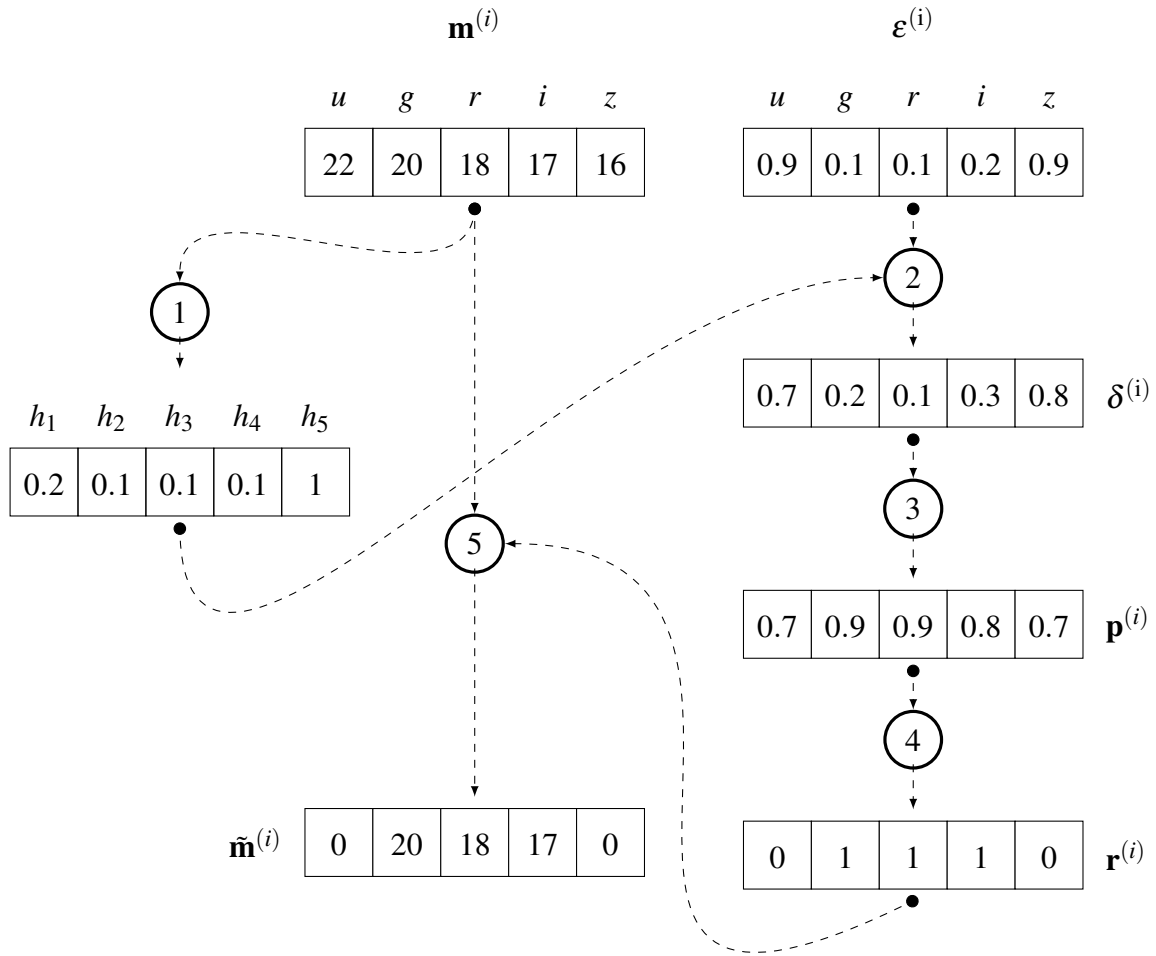 m^(i) ε^(i)
u g r i z u g r i z
22 20 18 17 16 0.9 0.1 0.1 0.2 0.9
2
1
0.7 0.2 0.1 0.3 0.8 δ^(i)
h₁ h₂ h₃ h₄ h₅
0.2 0.1 0.1 0.1 1
3
5
0.7 0.9 0.9 0.8 0.7 p^(i)
4
m̃^(i) 0 20 18 17 0 0 1 1 1 0 r^(i)